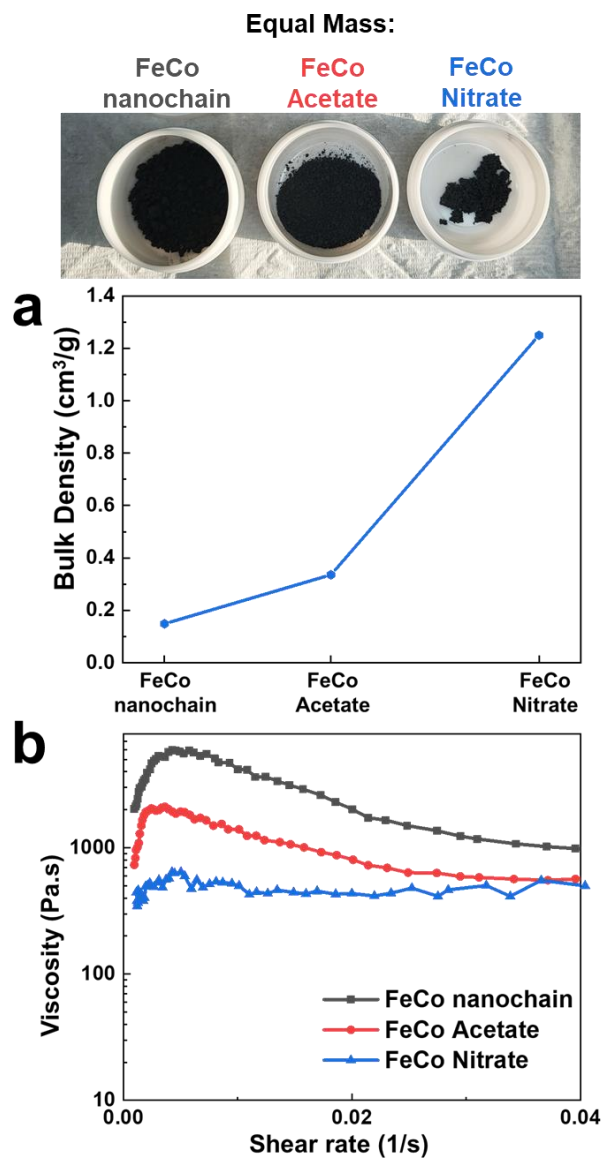 Equal Mass:
FeCo
nanochain
FeCo
Acetate
FeCo
Nitrate
a
Bulk Density (cm³/g)
1.4
1.2
1.0
0.8
0.6
0.4
0.2
0.0
FeCo
nanochain
FeCo
Acetate
FeCo
Nitrate
b
Viscosity (Pa.s)
1000
100
10
FeCo nanochain
FeCo Acetate
FeCo Nitrate
0.00
0.02
0.04
Shear rate (1/s)